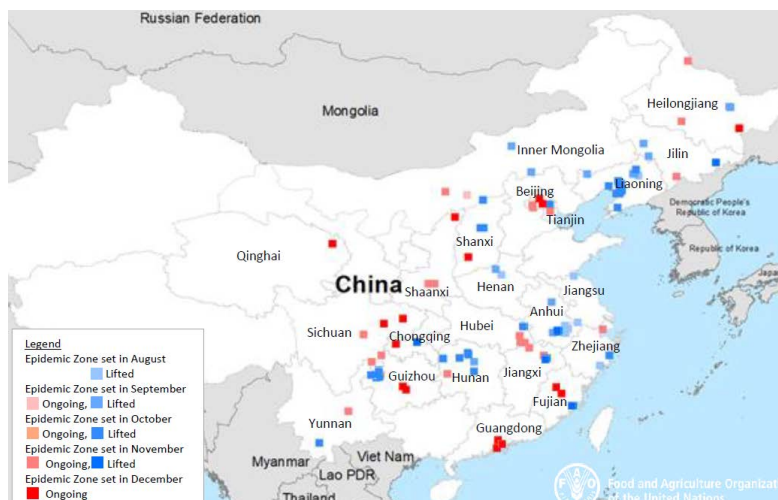 Russian Federation
Mongolia
Heilongjiang
Inner Mongolia
Jilin
Liaoning
Beijing
Tianjin
Democratic People's
Republic of Korea
Republic of Korea
Shanxi
Qinghai
China
Shaanxi
Henan
Jiangsu
Anhui
Sichuan
Chongqing
Hubei
Zhejiang
Guizhou
Hunan
Jiangxi
Yunnan
Fujian
Guangdong
Myanmar
Viet Nam
Lao PDR
Thailand
Legend
Epidemic Zone set in August
Lifted
Epidemic Zone set in September
Ongoing, Lifted
Epidemic Zone set in October
Ongoing, Lifted
Epidemic Zone set in November
Ongoing, Lifted
Epidemic Zone set in December
Ongoing
FAO
Food and Agriculture Organizat
of the United Nations